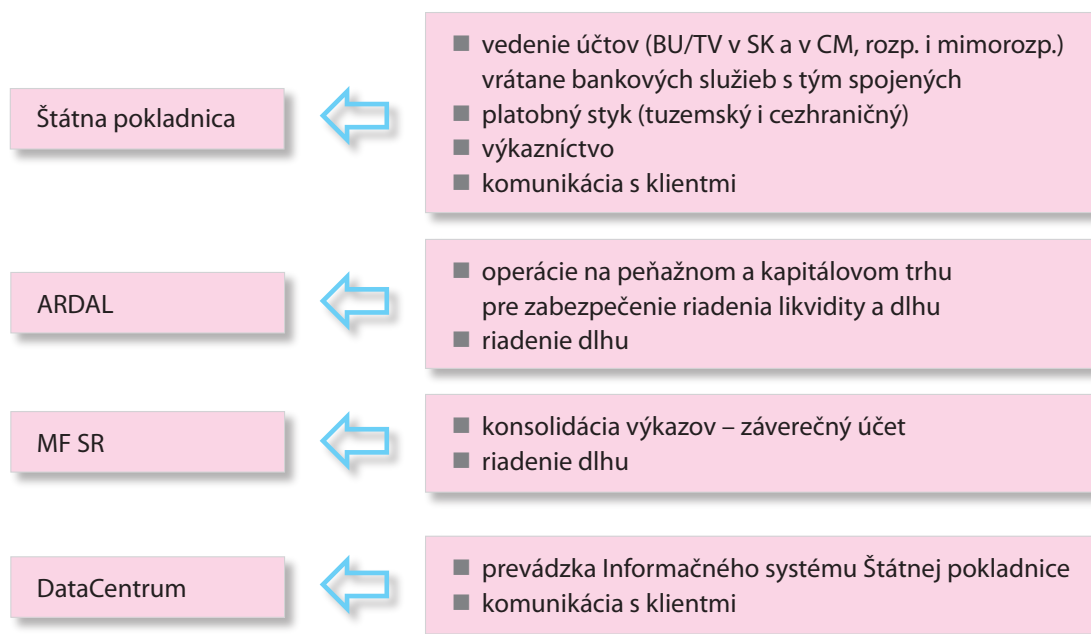 Štátna pokladnica
■ vedenie účtov (BU/TV v SK a v CM, rozp. i mimorozp.)
vrátane bankových služieb s tým spojených
■ platobný styk (tuzemský i cezhraničný)
■ výkazníctvo
■ komunikácia s klientmi
ARDAL
■ operácie na peňažnom a kapitálovom trhu
pre zabezpečenie riadenia likvidity a dlhu
■ riadenie dlhu
MF SR
■ konsolidácia výkazov – záverečný účet
■ riadenie dlhu
DataCentrum
■ prevádzka Informačného systému Štátnej pokladnice
■ komunikácia s klientmi